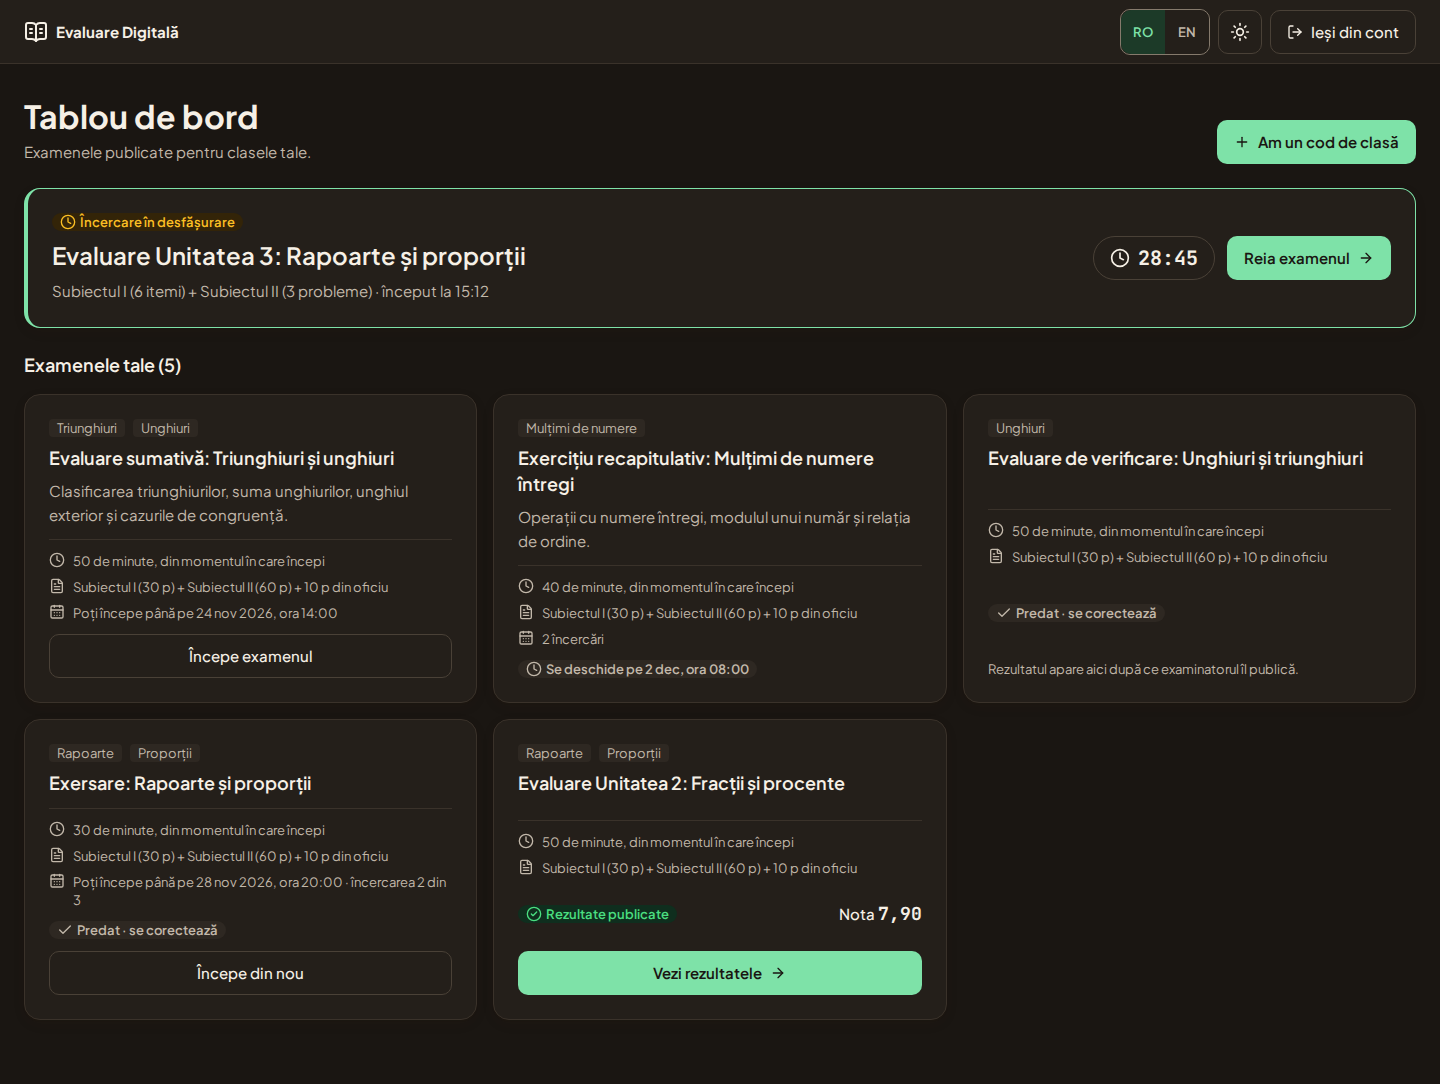 Evaluare Digitală
RO EN
Ieși din cont
Tablou de bord
Examenele publicate pentru clasele tale.
Am un cod de clasă
Încercare în desfășurare
Evaluare Unitatea 3: Rapoarte și proporții
Subiectul I (6 itemi) + Subiectul II (3 probleme) · început la 15:12
28:45
Reia examenul
Examenele tale (5)
Triunghiuri Unghiuri
Evaluare sumativă: Triunghiuri și unghiuri
Clasificarea triunghiurilor, suma unghiurilor, unghiul
exterior și cazurile de congruență.
50 de minute, din momentul în care începi
Subiectul I (30 p) + Subiectul II (60 p) + 10 p din oficiu
Poți începe până pe 24 nov 2026, ora 14:00
Începe examenul
Mulțimi de numere
Exercițiu recapitulativ: Mulțimi de numere
întregi
Operații cu numere întregi, modulul unui număr și relația
de ordine.
40 de minute, din momentul în care începi
Subiectul I (30 p) + Subiectul II (60 p) + 10 p din oficiu
2 încercări
Se deschide pe 2 dec, ora 08:00
Unghiuri
Evaluare de verificare: Unghiuri și triunghiuri
50 de minute, din momentul în care începi
Subiectul I (30 p) + Subiectul II (60 p) + 10 p din oficiu
Predat · se corectează
Rezultatul apare aici după ce examinatorul îl publică.
Rapoarte Proporții
Exersare: Rapoarte și proporții
30 de minute, din momentul în care începi
Subiectul I (30 p) + Subiectul II (60 p) + 10 p din oficiu
Poți începe până pe 28 nov 2026, ora 20:00 · încercarea 2 din
3
Predat · se corectează
Începe din nou
Rapoarte Proporții
Evaluare Unitatea 2: Fracții și procente
50 de minute, din momentul în care începi
Subiectul I (30 p) + Subiectul II (60 p) + 10 p din oficiu
Rezultate publicate
Nota 7,90
Vezi rezultatele